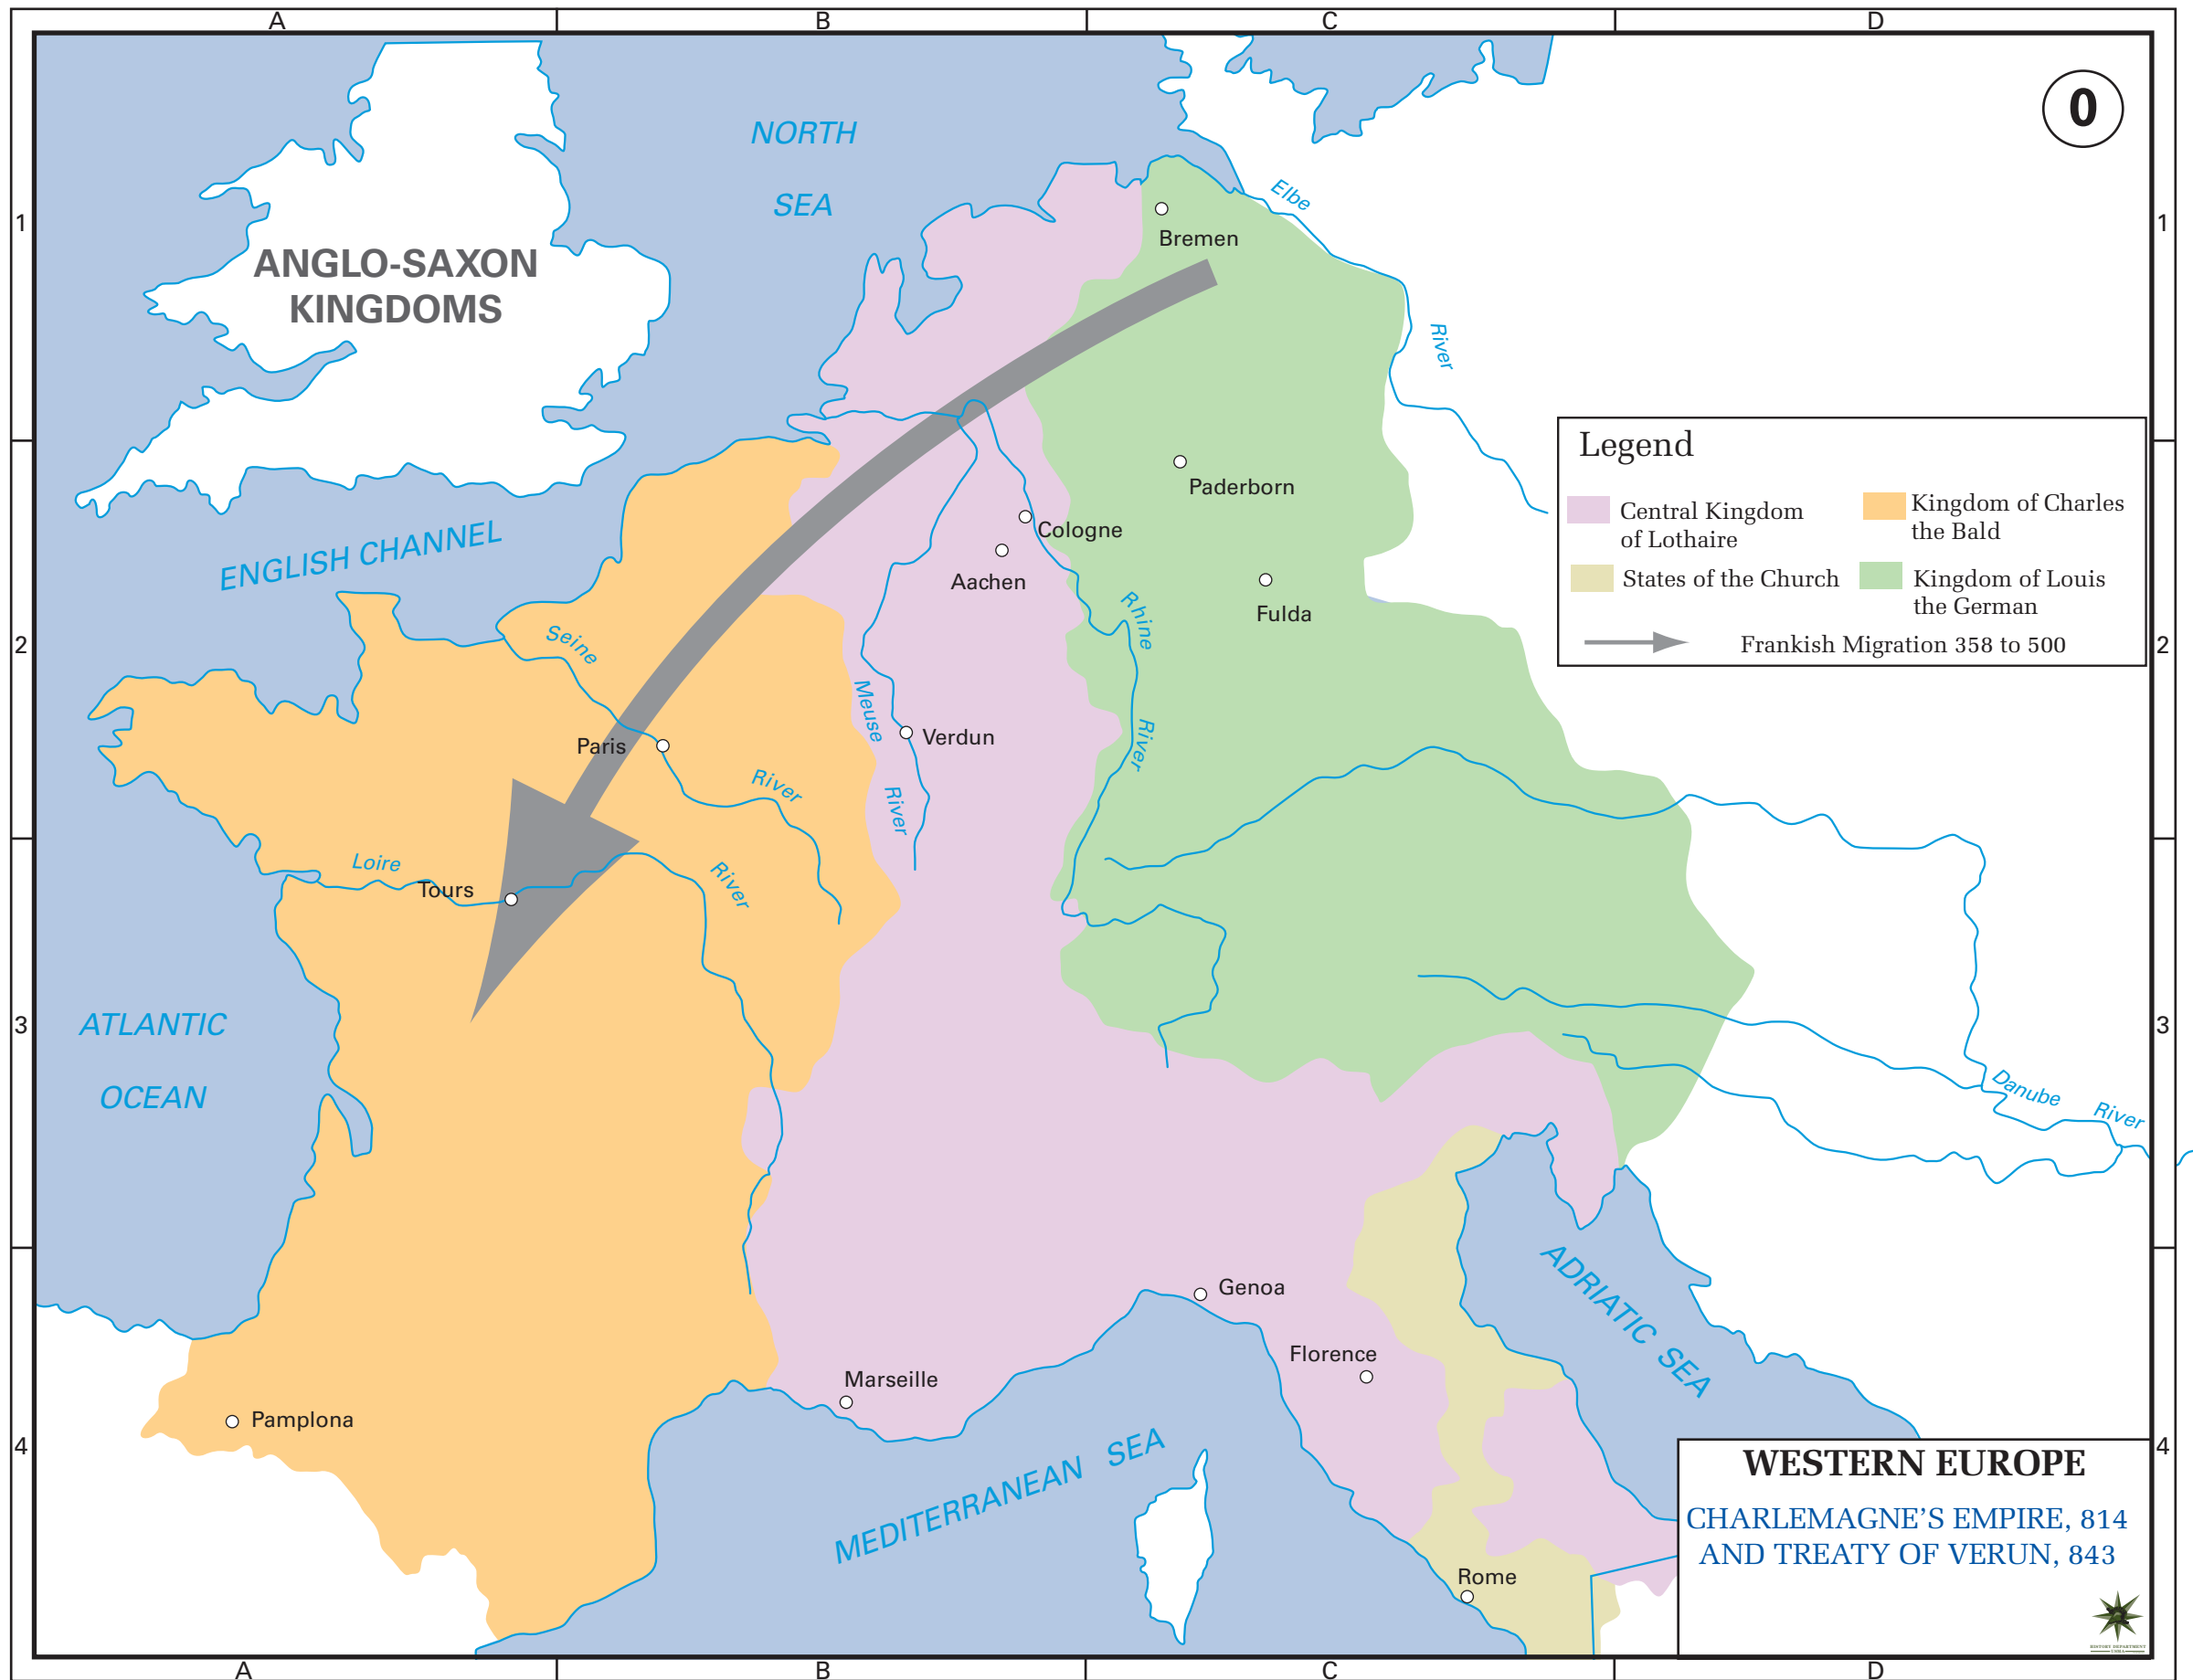 A B C D
0
NORTH
SEA
Elbe
1 1
Bremen
ANGLO-SAXON
KINGDOMS
River
Legend
Central Kingdom
of Lothaire
Kingdom of Charles
the Bald
States of the Church
Kingdom of Louis
the German
Frankish Migration 358 to 500
Paderborn
Cologne
ENGLISH CHANNEL
Aachen
Fulda
Rhine
River
Seine
River
2 2
Meuse
River
Verdun
Paris
Loire
River
Tours
ATLANTIC
OCEAN
3 3
Danube River
ADRIATIC SEA
Genoa
Florence
Marseille
Pamplona
MEDITERRANEAN SEA
4 4
WESTERN EUROPE
CHARLEMAGNE'S EMPIRE, 814
AND TREATY OF VERUN, 843
Rome
HISTORY DEPARTMENT
A B C D